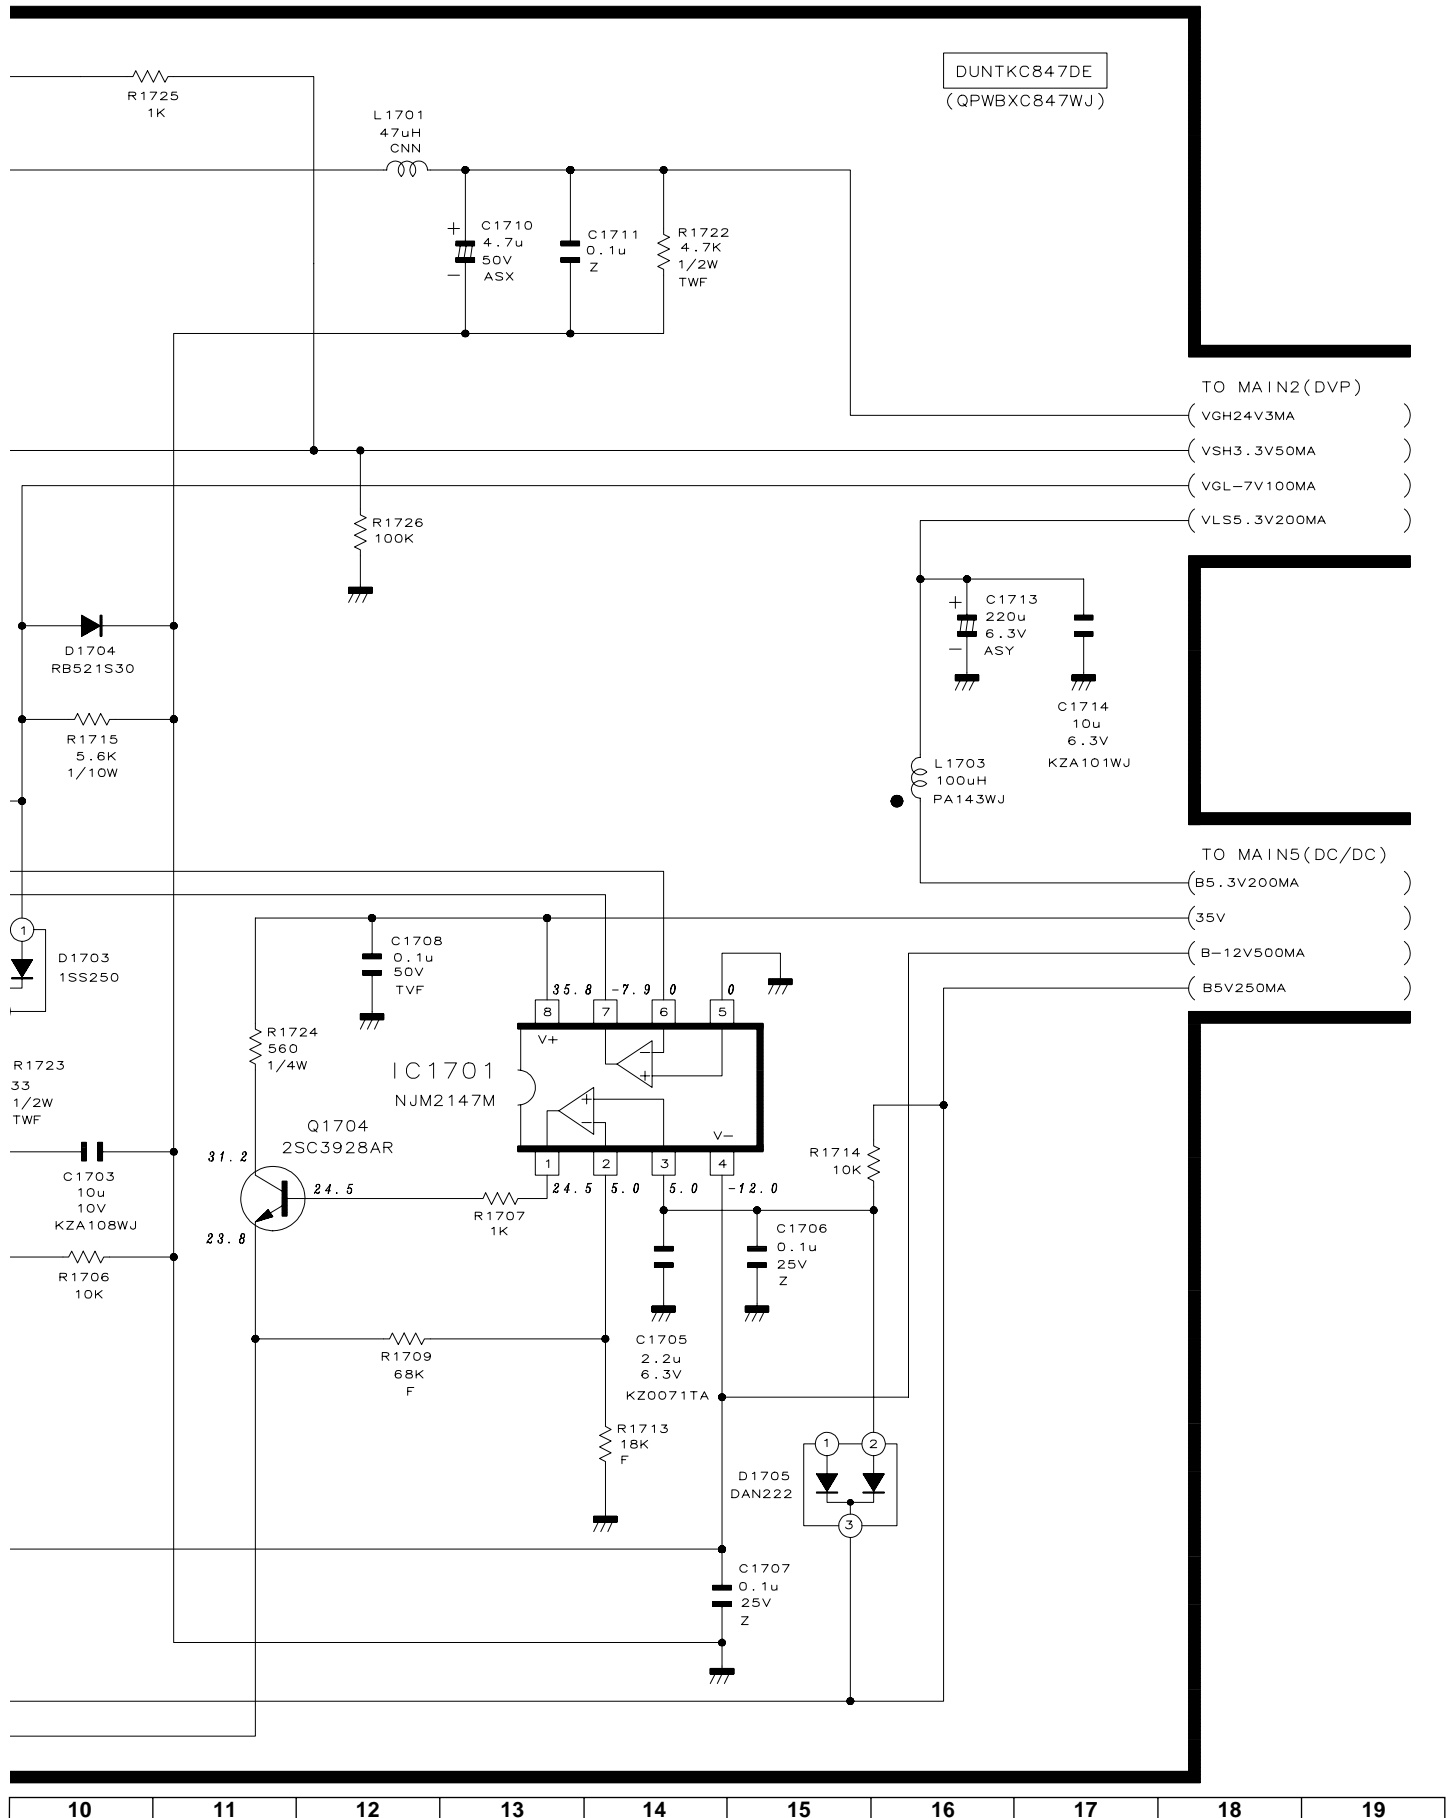 DUNTKC847DE
(QPWBXC847WJ)
R1725
1K
L1701
47uH
CNN
+
C1710
4.7u
50V
ASX
-
C1711
0.1u
Z
R1722
4.7K
1/2W
TWF
TO MAIN2(DVP)
VGH24V3MA
VSH3.3V50MA
VGL-7V100MA
VLS5.3V200MA
R1726
100K
+
C1713
220u
6.3V
ASY
-
D1704
RB521S30
C1714
10u
6.3V
KZA101WJ
R1715
5.6K
1/10W
L1703
100uH
PA143WJ
TO MAIN5(DC/DC)
B5.3V200MA
35V
B-12V500MA
B5V250MA
1
D1703
1SS250
C1708
0.1u
50V
TVF
35.8
-7.9
0
0
8
7
6
5
V+
R1724
560
1/4W
IC1701
NJM2147M
-
+
+
-
V-
1
2
3
4
R1723
33
1/2W
TWF
Q1704
2SC3928AR
31.2
24.5
23.8
24.5
5.0
5.0
-12.0
R1714
10K
C1703
10u
10V
KZA108WJ
R1707
1K
C1706
0.1u
25V
Z
R1706
10K
R1709
68K
F
C1705
2.2u
6.3V
KZ0071TA
R1713
18K
F
1
2
D1705
DAN222
3
C1707
0.1u
25V
Z
10 11 12 13 14 15 16 17 18 19